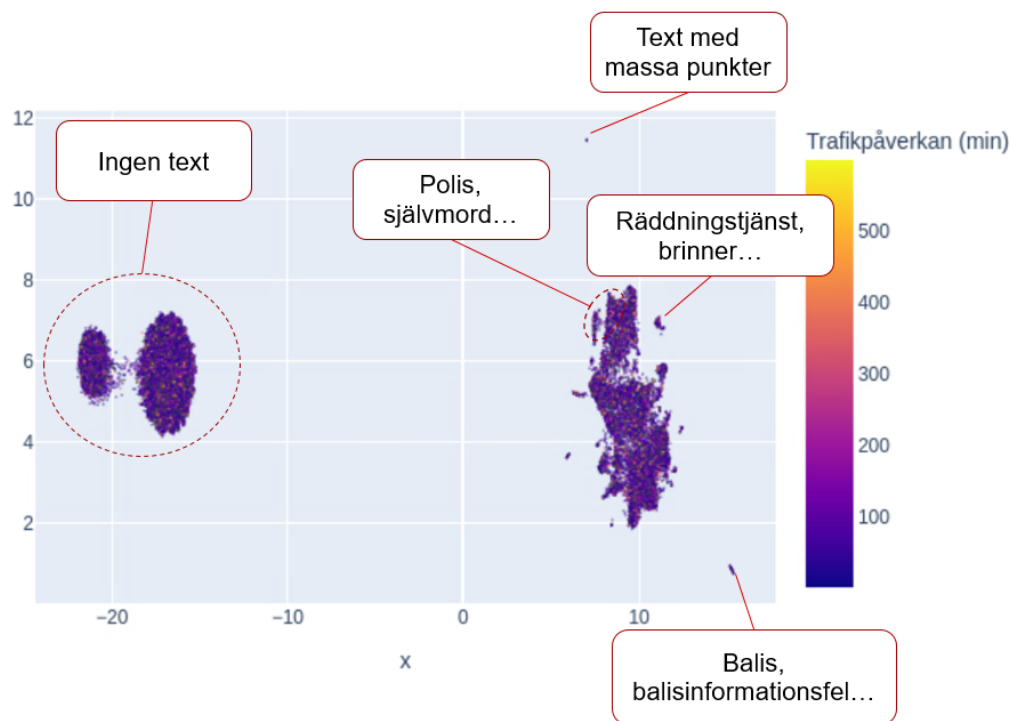 Text med
massa punkter
12
Trafikpåverkan (min)
Ingen text
Polis,
självmord…
10
Räddningstjänst,
brinner…
500
8
400
6
300
4
200
2
100
−20
−10
0
10
x
Balis,
balisinformationsfel…